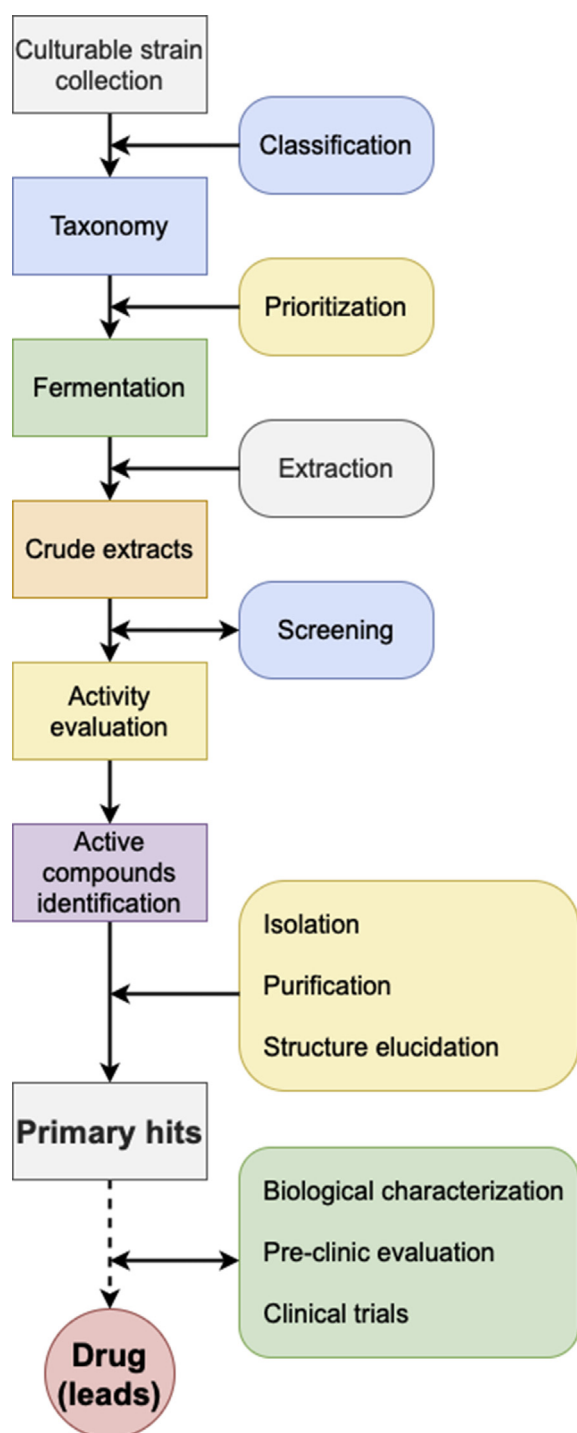 Culturable strain
collection
Classification
Taxonomy
Prioritization
Fermentation
Extraction
Crude extracts
Screening
Activity
evaluation
Active
compounds
identification
Isolation
Purification
Structure elucidation
Primary hits
Biological characterization
Pre-clinic evaluation
Clinical trials
Drug
(leads)